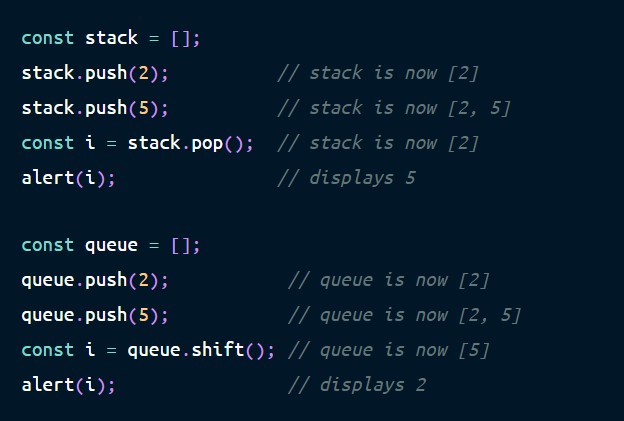 const stack = [];
stack.push(2);          // stack is now [2]
stack.push(5);          // stack is now [2, 5]
const i = stack.pop();  // stack is now [2]
alert(i);               // displays 5

const queue = [];
queue.push(2);           // queue is now [2]
queue.push(5);           // queue is now [2, 5]
const i = queue.shift(); // queue is now [5]
alert(i);                // displays 2